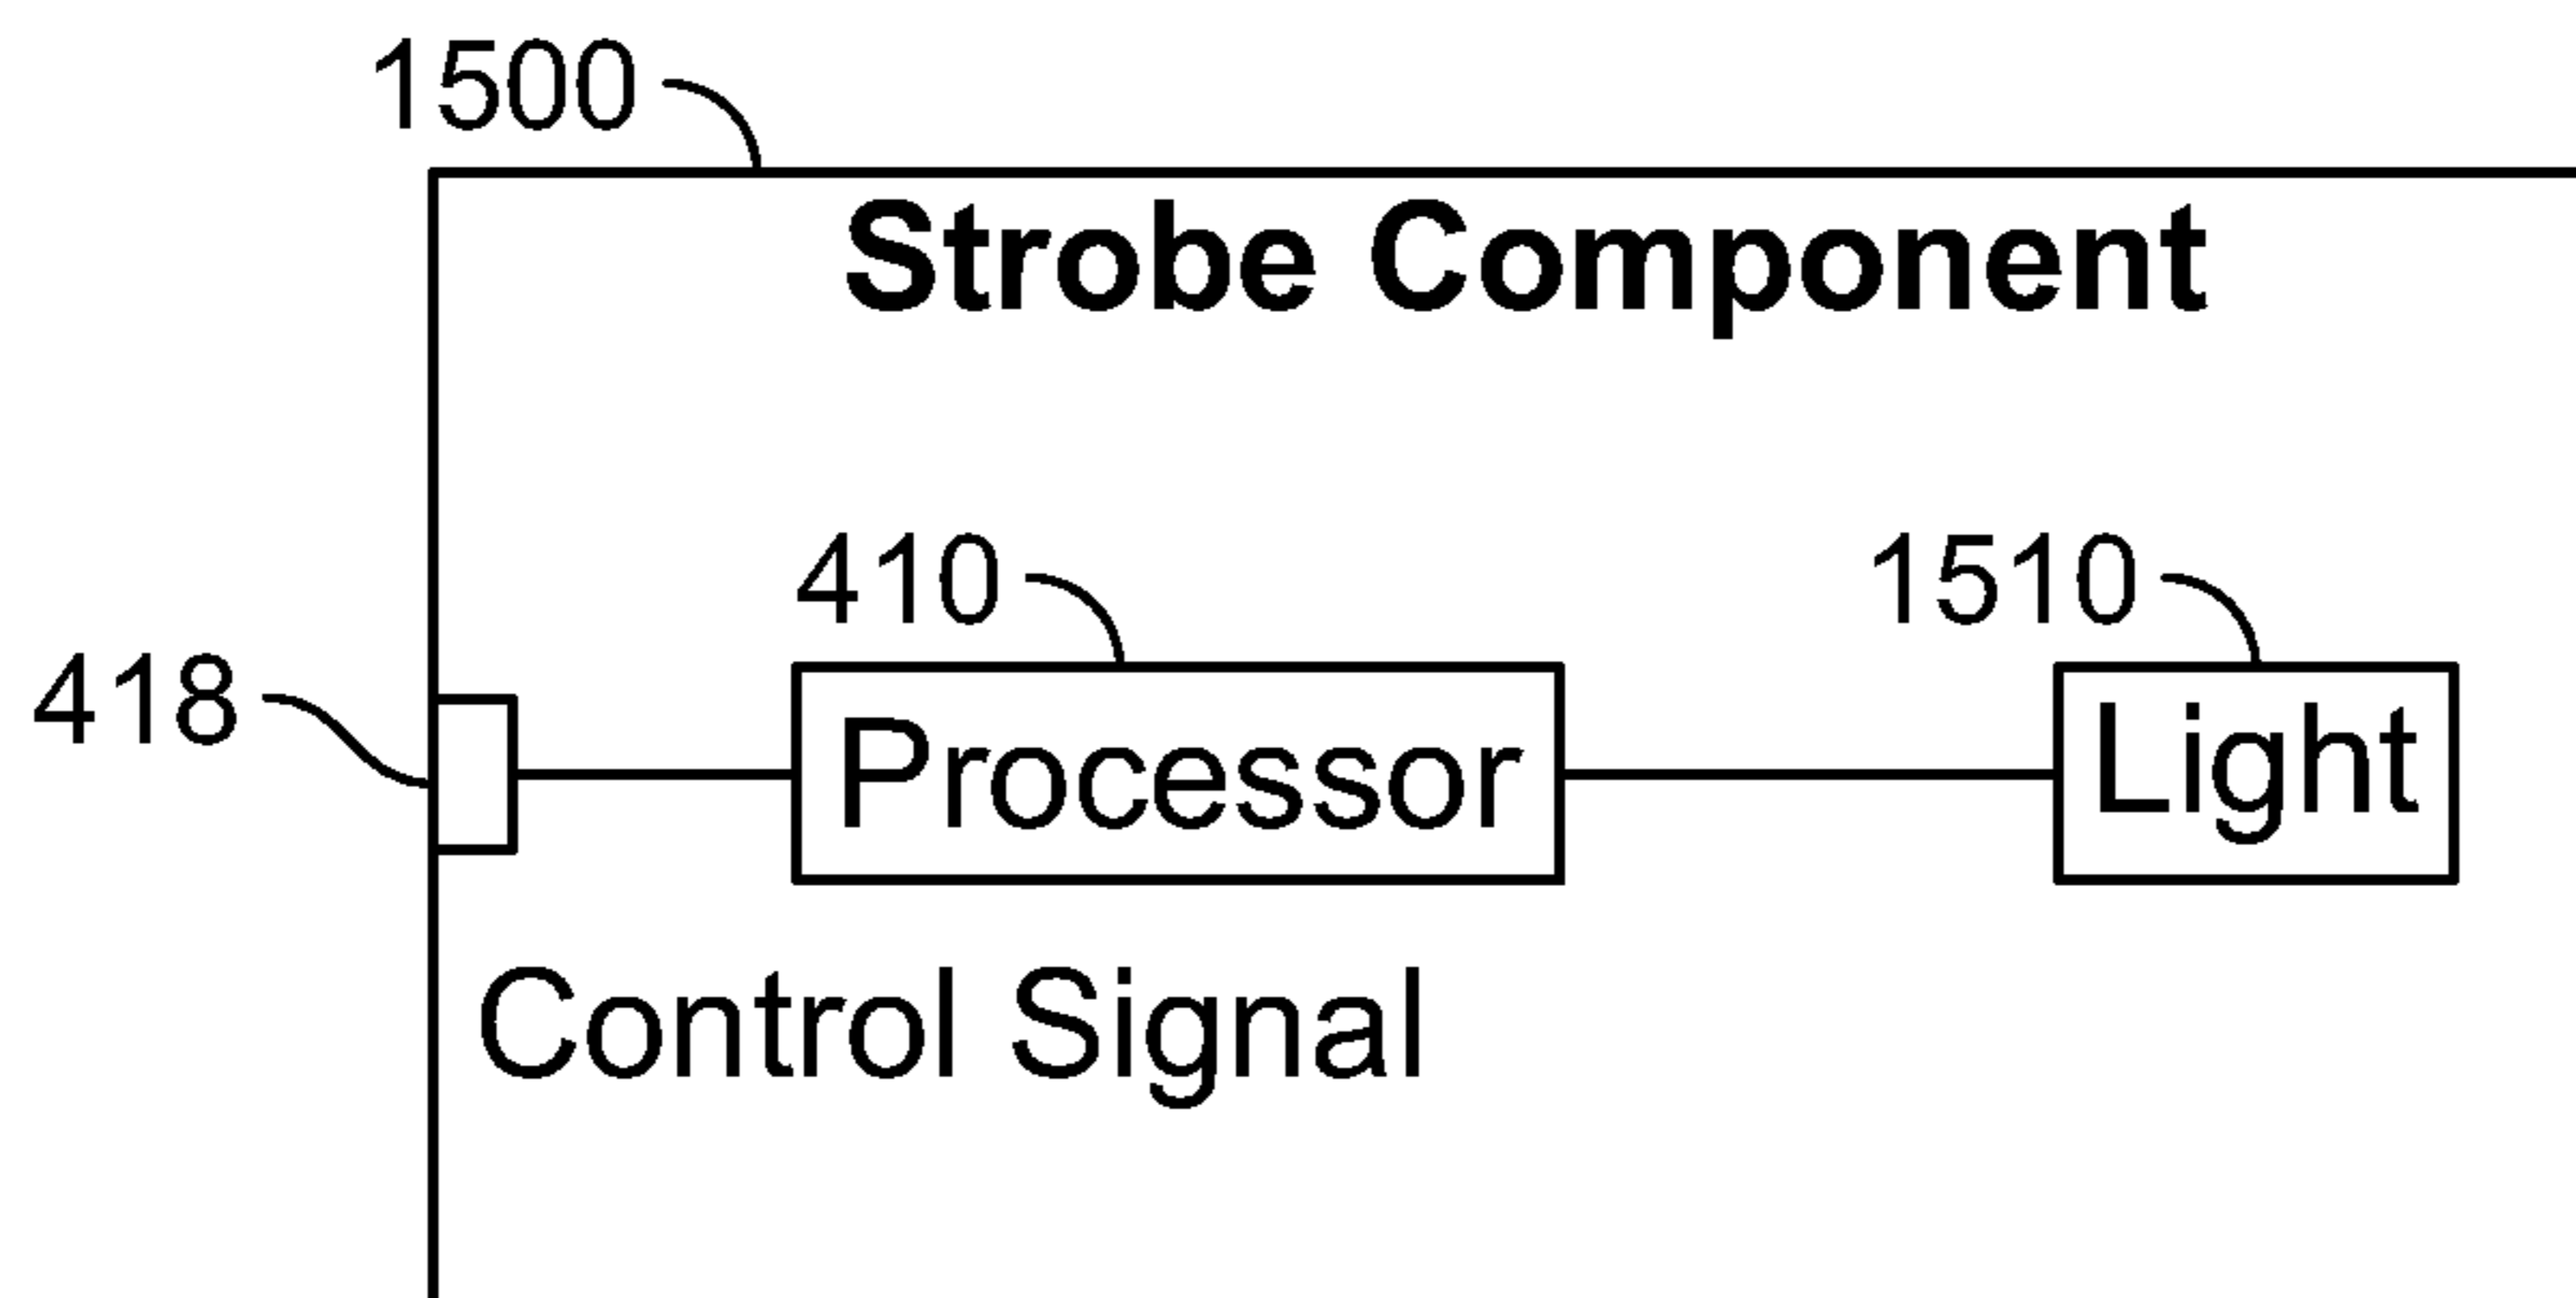 1500
Strobe Component
410
1510
418
Processor
Light
Control Signal